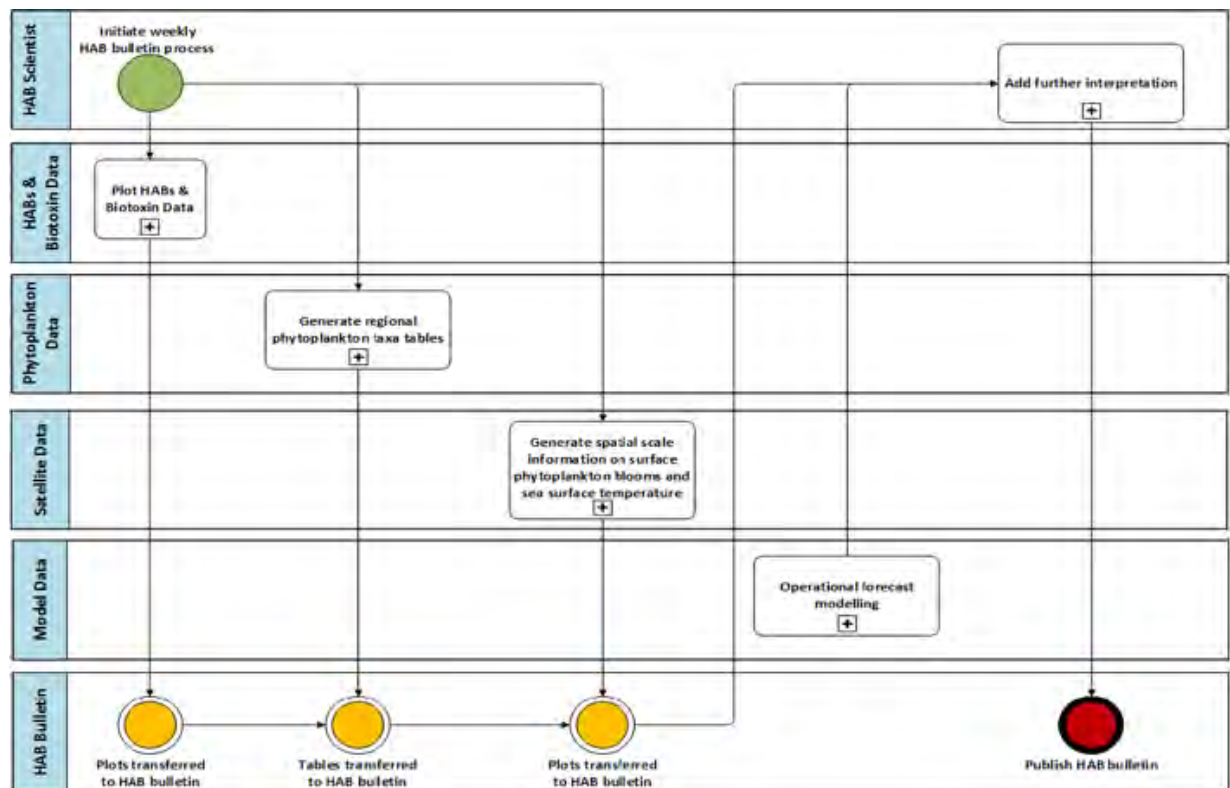 HAB Scientist
Initiate weekly
HAB bulletin process
Add further interpretation
HABs &
Biotoxin Data
Plot HABs &
Biotoxin Data
Phytoplankton
Data
Generate regional
phytoplankton taxa tables
Satellite Data
Generate spatial scale
information on surface
phytoplankton blooms and
sea surface temperature
Model Data
Operational forecast
modelling
HAB Bulletin
Plots transferred
to HAB bulletin
Tables transferred
to HAB bulletin
Plots transferred
to HAB bulletin
Publish HAB bulletin